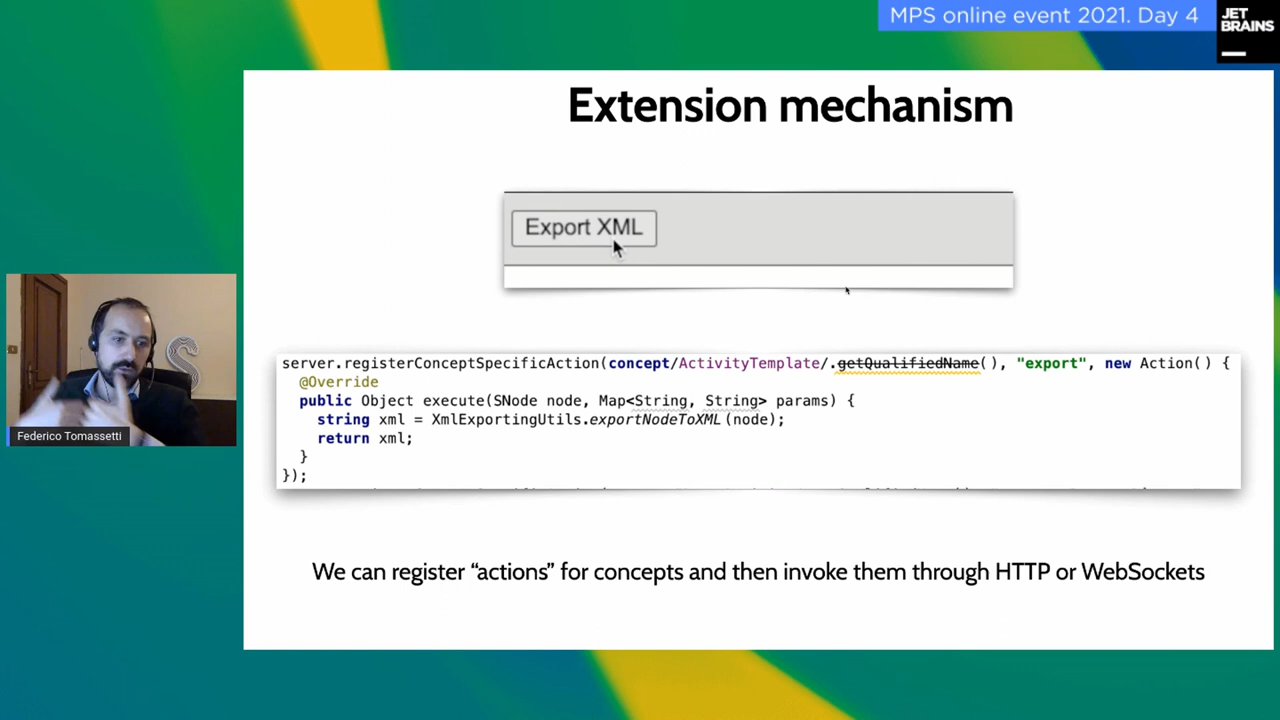 MPS online event 2021. Day 4
JET
BRAINS
Extension mechanism
Export XML
server.registerConceptSpecificAction(concept/ActivityTemplate/.getQualifiedName(), "export", new Action() {
@Override
public Object execute(SNode node, Map<String, String> params) {
string xml = XmlExportingUtils.exportNodeToXML(node);
return xml;
}
});
Federico Tomassetti
We can register “actions” for concepts and then invoke them through HTTP or WebSockets